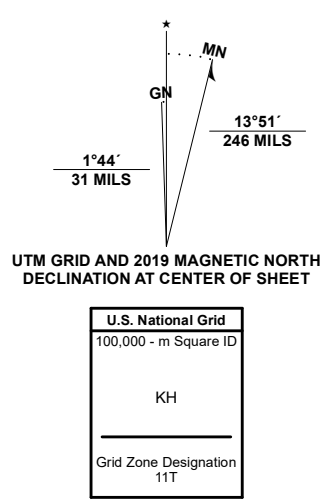 ★
MN
GN
13°51´
246 MILS
1°44´
31 MILS
UTM GRID AND 2019 MAGNETIC NORTH
DECLINATION AT CENTER OF SHEET
U.S. National Grid
100,000 - m Square ID
KH
Grid Zone Designation
11T